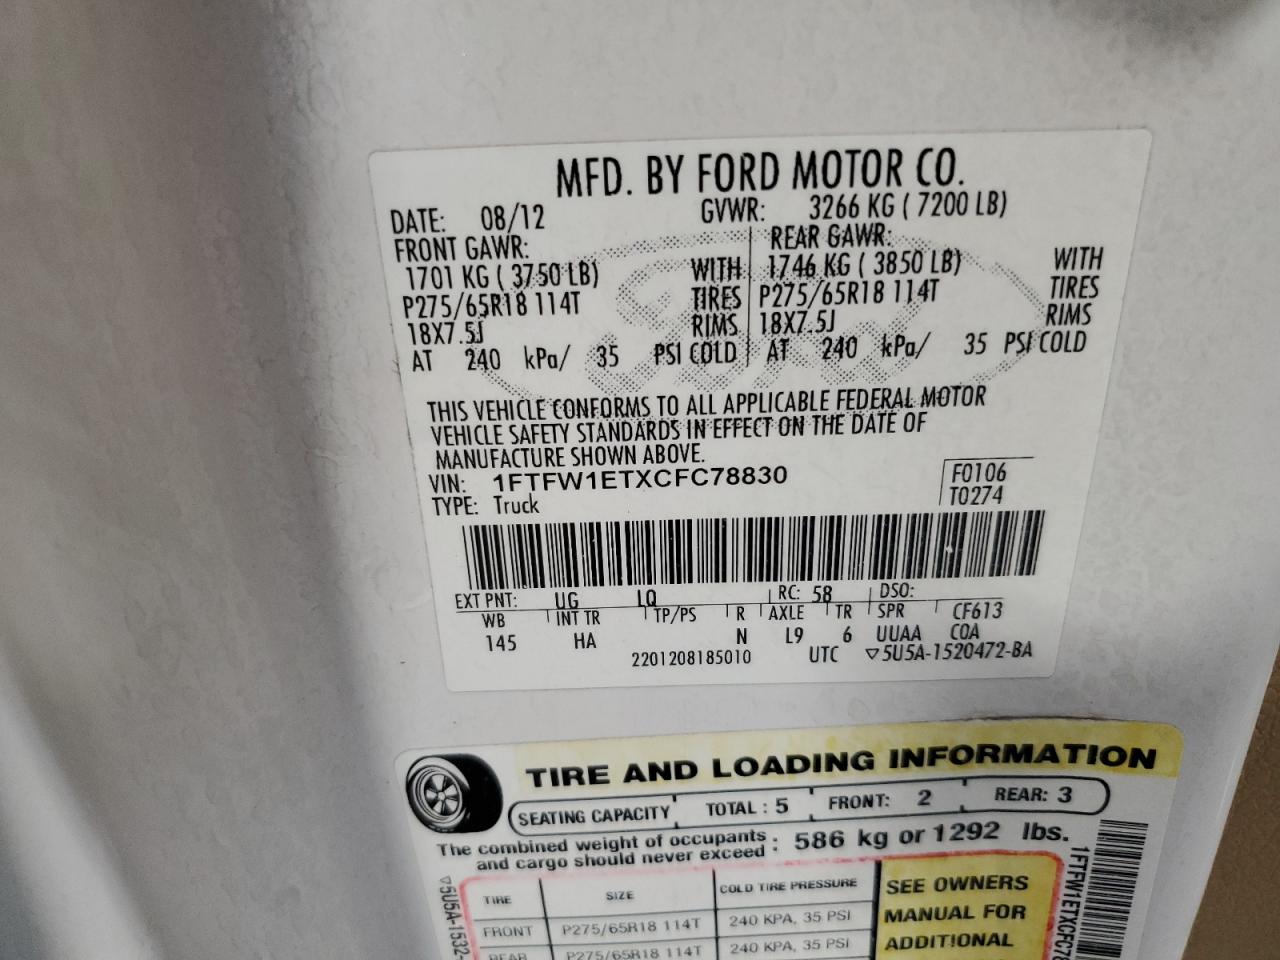 MFD. BY FORD MOTOR CO.
DATE: 08/12 GVWR: 3266 KG ( 7200 LB)
FRONT GAWR: REAR GAWR:
1701 KG ( 3750 LB) WITH 1746 KG ( 3850 LB) WITH
P275/65R18 114T TIRES P275/65R18 114T TIRES
18X7.5J RIMS 18X7.5J RIMS
AT 240 kPa/ 35 PSI COLD AT 240 kPa/ 35 PSI COLD
THIS VEHICLE CONFORMS TO ALL APPLICABLE FEDERAL MOTOR
VEHICLE SAFETY STANDARDS IN EFFECT ON THE DATE OF
MANUFACTURE SHOWN ABOVE.
VIN: 1FTFW1ETXCFC78830 F0106
TYPE: Truck T0274
EXT PNT: UG LQ RC: 58 DSO:
WB INT TR TP/PS R AXLE TR SPR CF613
145 HA N L9 6 UUAA COA
2201208185010 UTC ▽5U5A-1520472-BA
TIRE AND LOADING INFORMATION
SEATING CAPACITY TOTAL : 5 FRONT: 2 REAR: 3
The combined weight of occupants and cargo should never exceed : 586 kg or 1292 lbs.
TIRE SIZE COLD TIRE PRESSURE SEE OWNERS
FRONT P275/65R18 114T 240 KPA, 35 PSI MANUAL FOR
REAR P275/65R18 114T 240 KPA, 35 PSI ADDITIONAL
▽5U5A-1532-
1FTFW1ETXCFC78